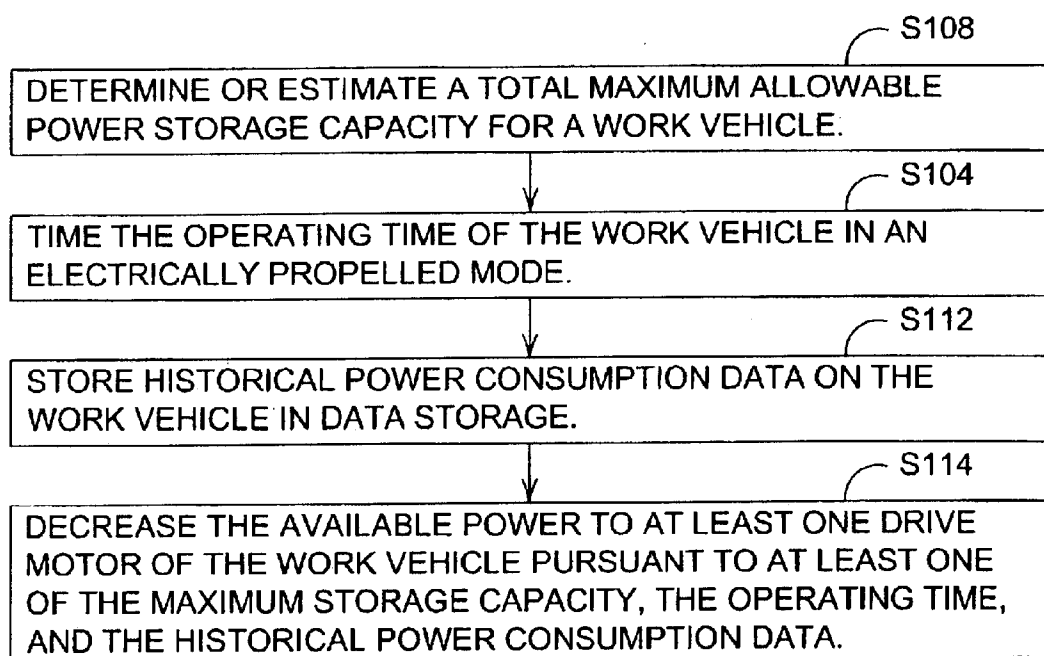 S108
DETERMINE OR ESTIMATE A TOTAL MAXIMUM ALLOWABLE
POWER STORAGE CAPACITY FOR A WORK VEHICLE.
S104
TIME THE OPERATING TIME OF THE WORK VEHICLE IN AN
ELECTRICALLY PROPELLED MODE.
S112
STORE HISTORICAL POWER CONSUMPTION DATA ON THE
WORK VEHICLE IN DATA STORAGE.
S114
DECREASE THE AVAILABLE POWER TO AT LEAST ONE DRIVE
MOTOR OF THE WORK VEHICLE PURSUANT TO AT LEAST ONE
OF THE MAXIMUM STORAGE CAPACITY, THE OPERATING TIME,
AND THE HISTORICAL POWER CONSUMPTION DATA.